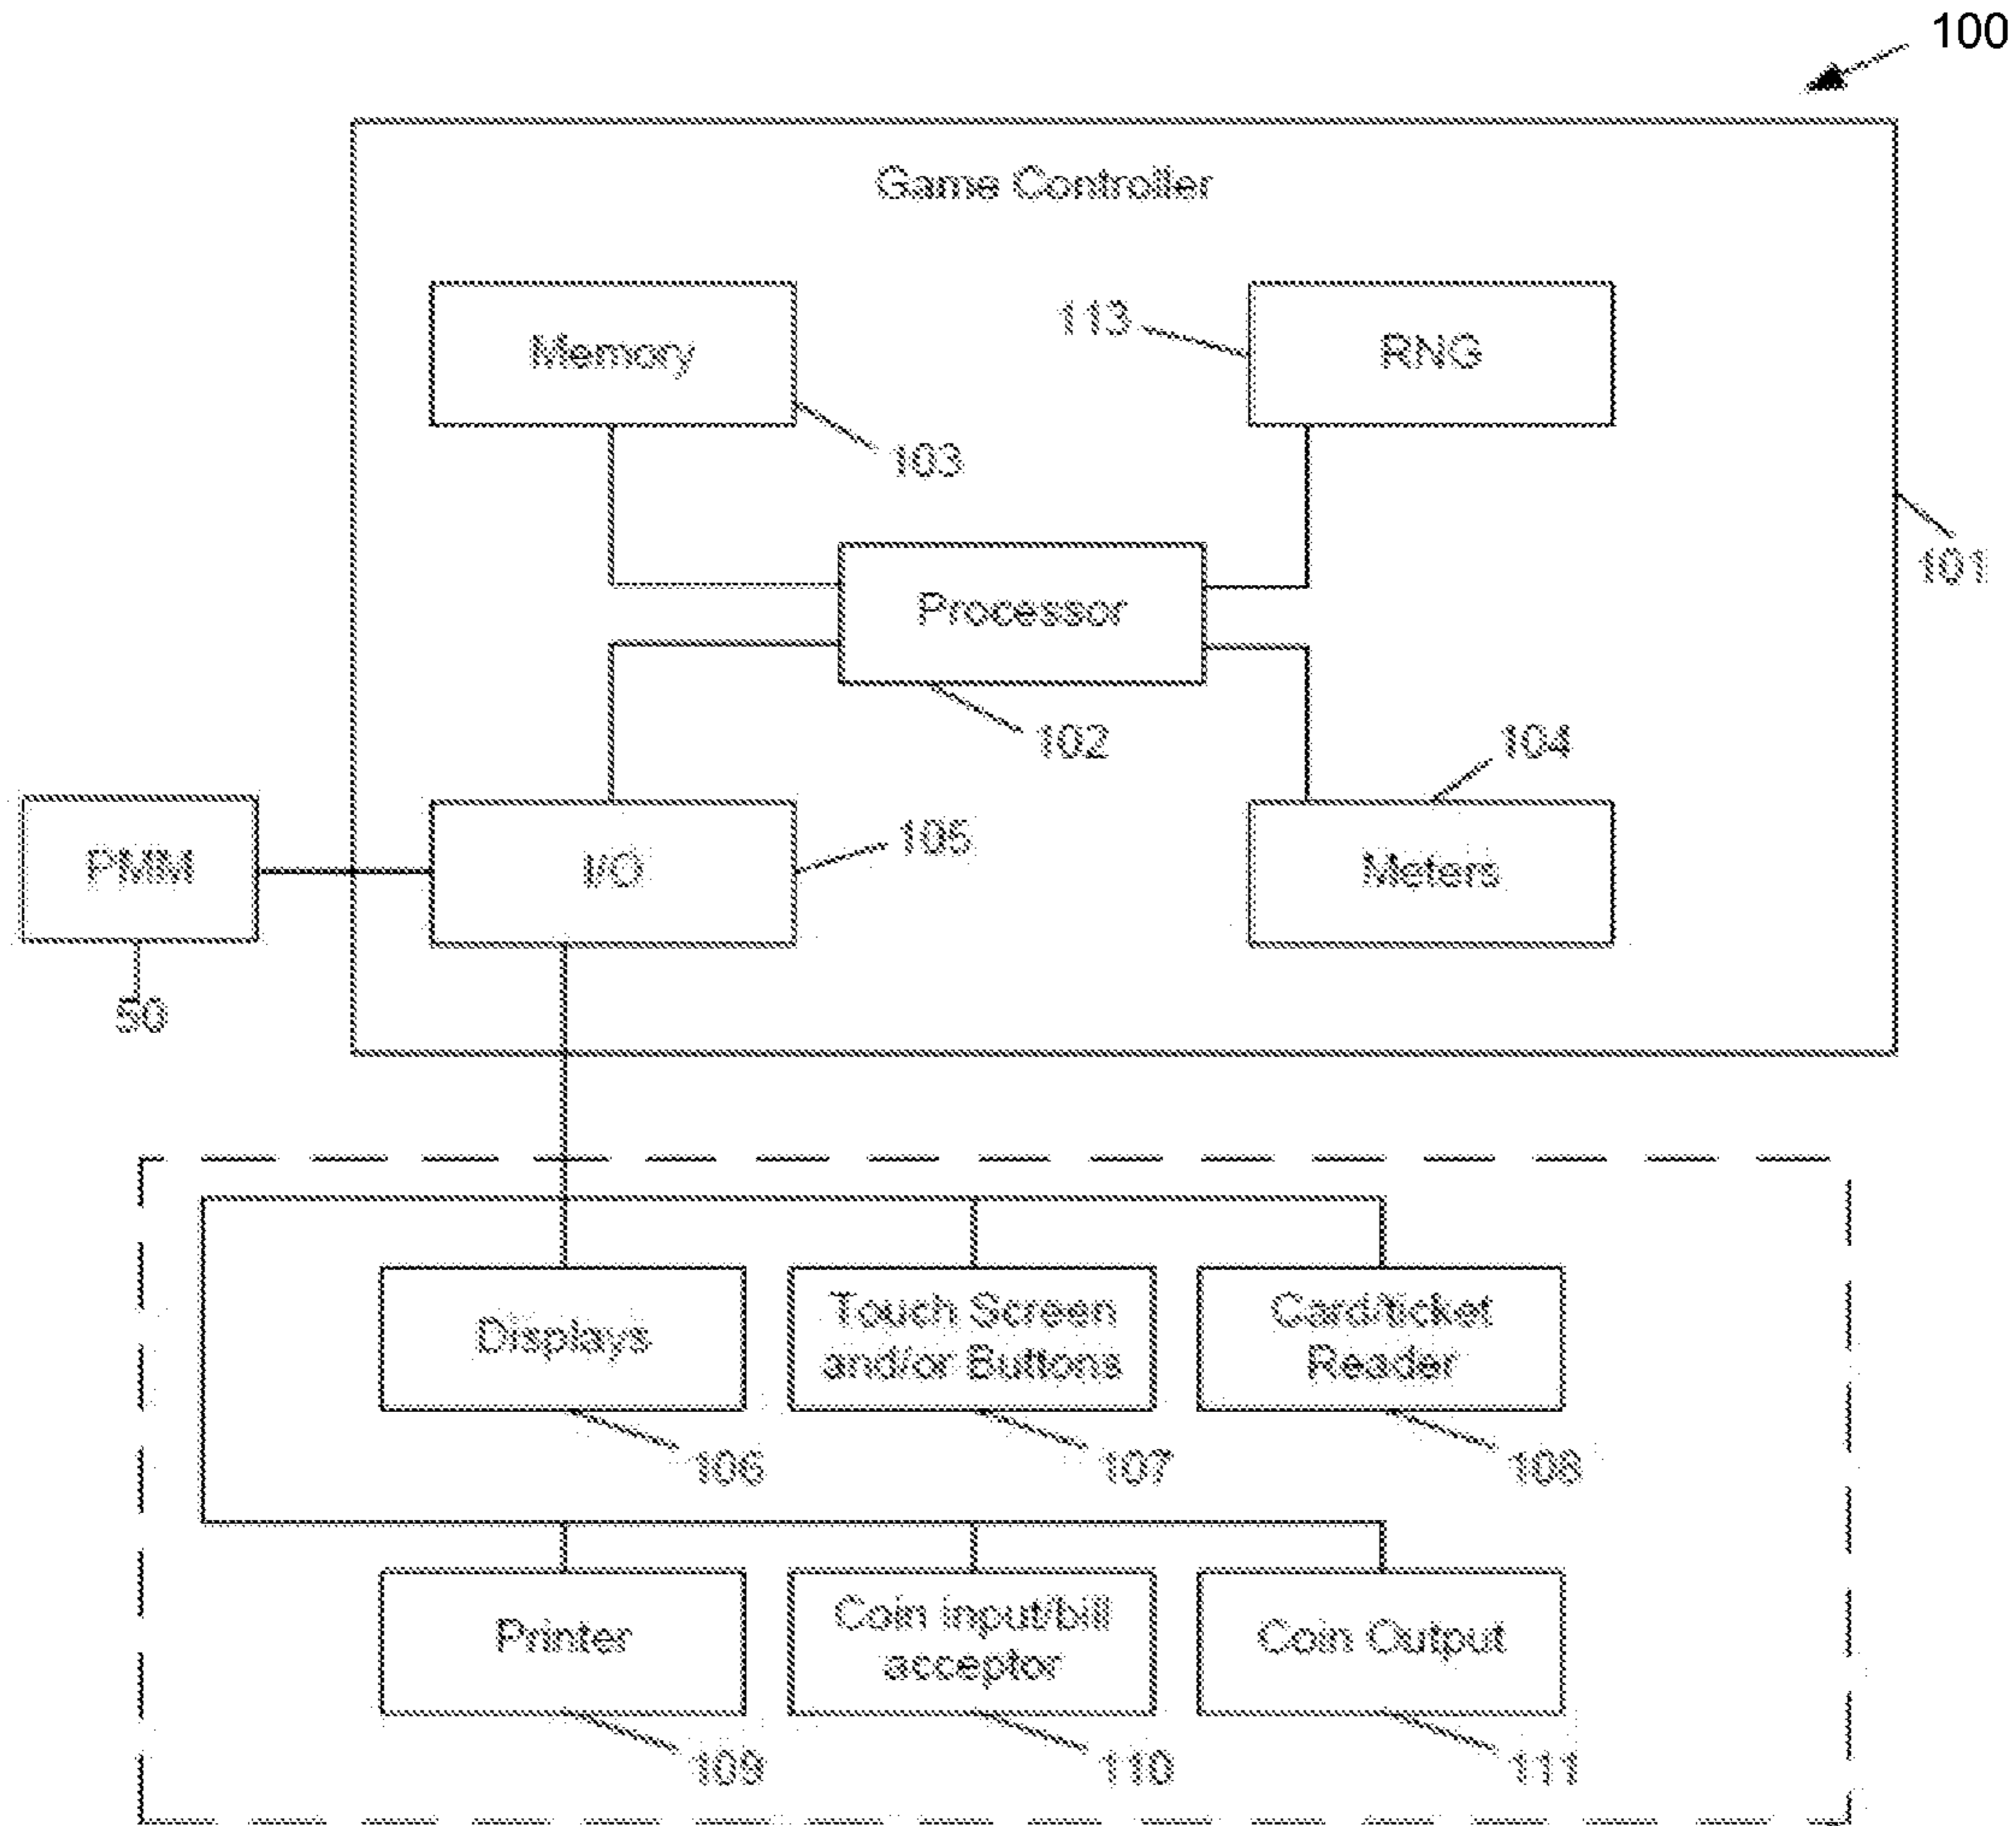 100
Game Controller
Memory
113
RNG
103
101
Processor
102
104
PMM
I/O
105
Meters
50
Displays
Touch Screen
and/or Buttons
Card/ticket
Reader
106
107
108
Printer
Coin input/bill
acceptor
Coin Output
109
110
111